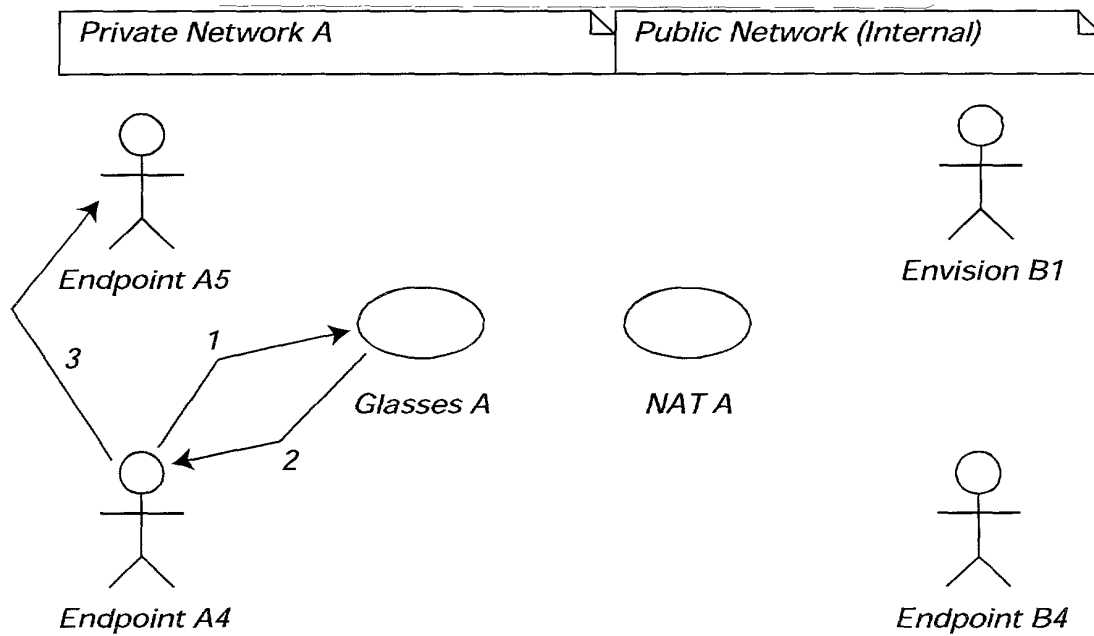 Private Network A
Public Network (Internal)
Endpoint A5
Envision B1
1
3
Glasses A
NAT A
2
Endpoint A4
Endpoint B4